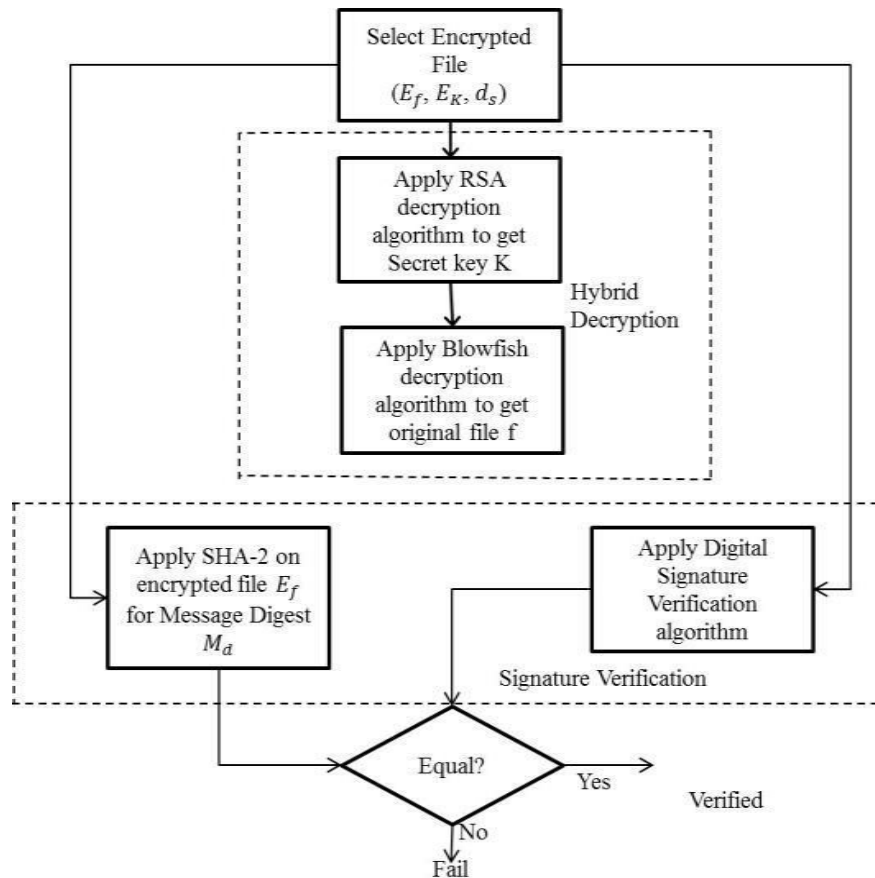 Select Encrypted
File
(E_f, E_K, d_s)
Apply RSA
decryption
algorithm to get
Secret key K
Hybrid
Decryption
Apply Blowfish
decryption
algorithm to get
original file f
Apply SHA-2 on
encrypted file E_f
for Message Digest
M_d
Apply Digital
Signature
Verification
algorithm
Signature Verification
Equal?
Yes
Verified
No
Fail